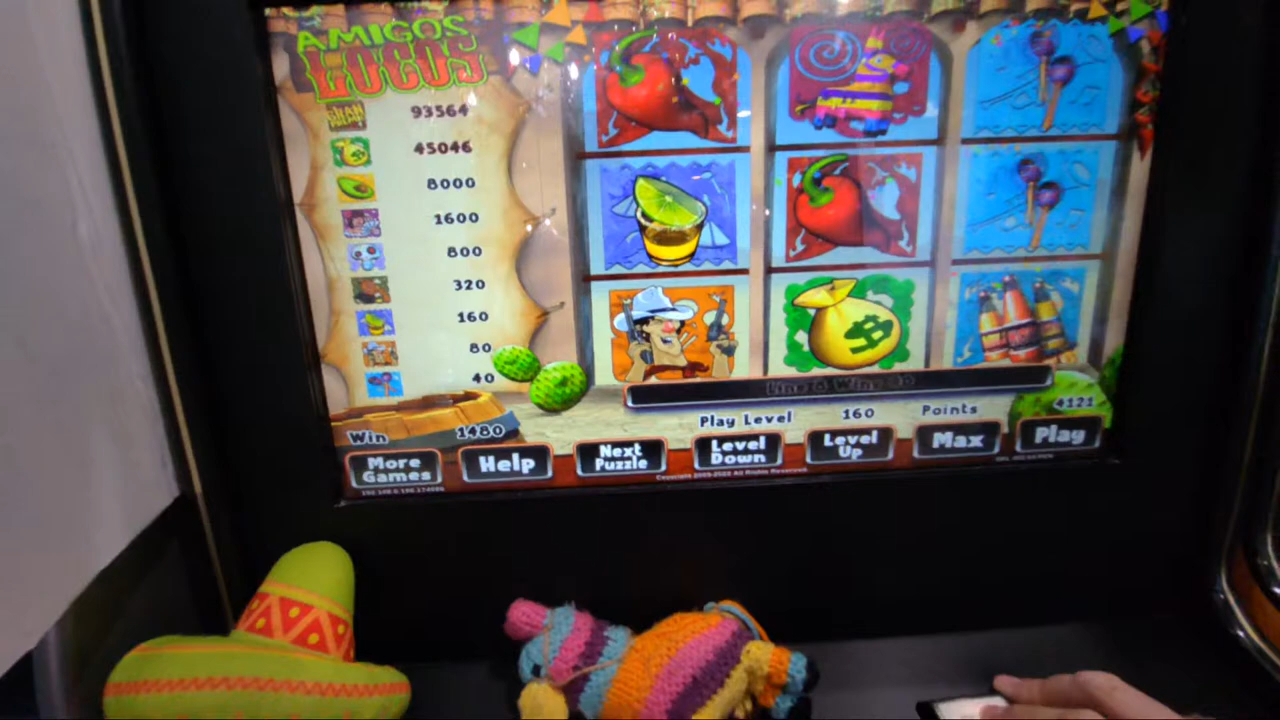 AMIGOS
LOCOS
GRAN
93564
45046
8000
1600
800
320
160
80
40
$
Play Level 160 Points 4121
Win 1480
More Games
Help
Next Puzzle
Level Down
Level Up
Max
Play